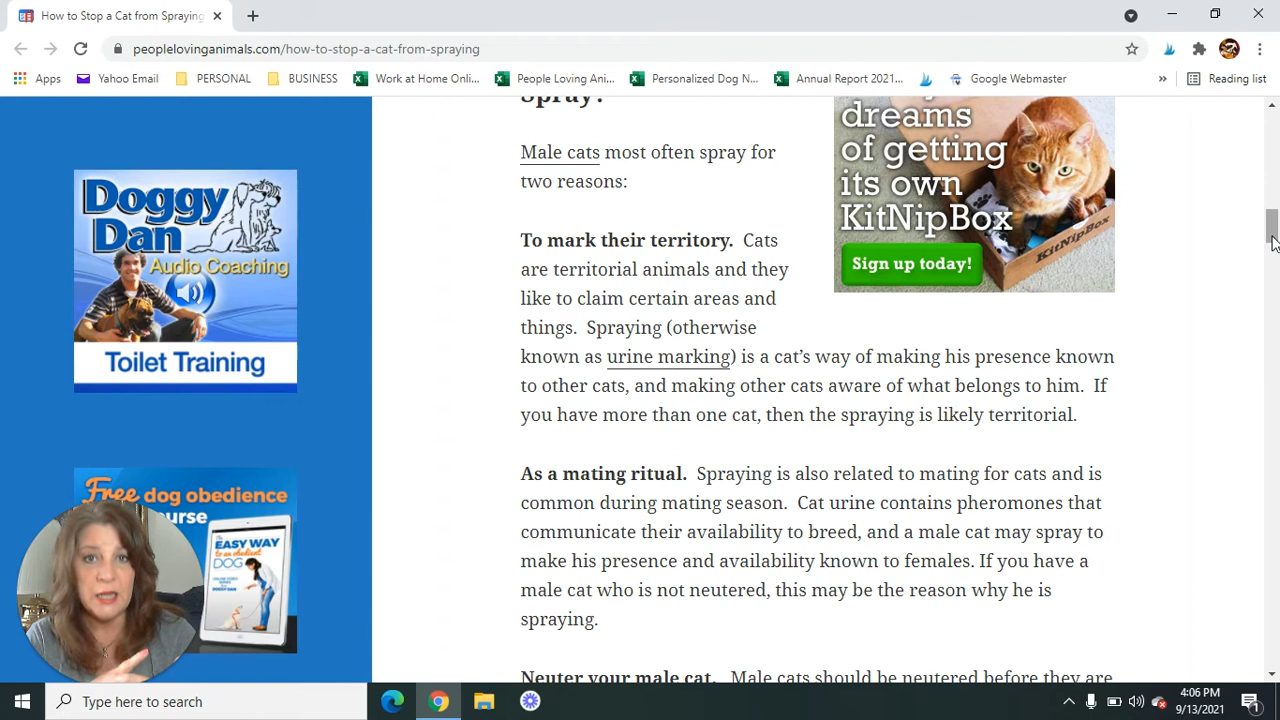 How to Stop a Cat from Spraying
peoplelovinganimals.com/how-to-stop-a-cat-from-spraying
Apps Yahoo Email PERSONAL BUSINESS Work at Home Onli... People Loving Ani... Personalized Dog N... Annual Report 2021... Google Webmaster » Reading list
Spray?
dreams
of getting
its own
KitNipBox
KitNipBox
Sign up today!
Male cats most often spray for
two reasons:
To mark their territory. Cats
are territorial animals and they
like to claim certain areas and
things. Spraying (otherwise
known as urine marking) is a cat's way of making his presence known
to other cats, and making other cats aware of what belongs to him. If
you have more than one cat, then the spraying is likely territorial.
As a mating ritual. Spraying is also related to mating for cats and is
common during mating season. Cat urine contains pheromones that
communicate their availability to breed, and a male cat may spray to
make his presence and availability known to females. If you have a
male cat who is not neutered, this may be the reason why he is
spraying.
Neuter your male cat. Male cats should be neutered before they are
Doggy
Dan
Audio Coaching
Toilet Training
Free dog obedience
EASY WAY
to an obedient
DOG
Type here to search
4:06 PM
9/13/2021
1